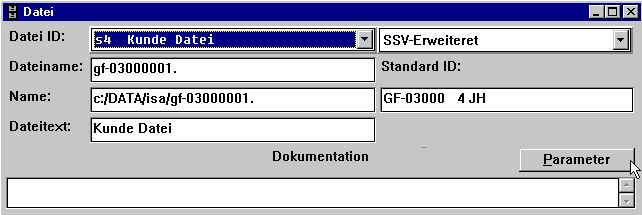 Datei
Datei ID: s4 Kunde Datei SSV-Erweiteret
Dateiname: gf-03000001. Standard ID:
Name: c:/DATA/isa/gf-03000001. GF-03000 4 JH
Dateitext: Kunde Datei
Dokumentation Parameter